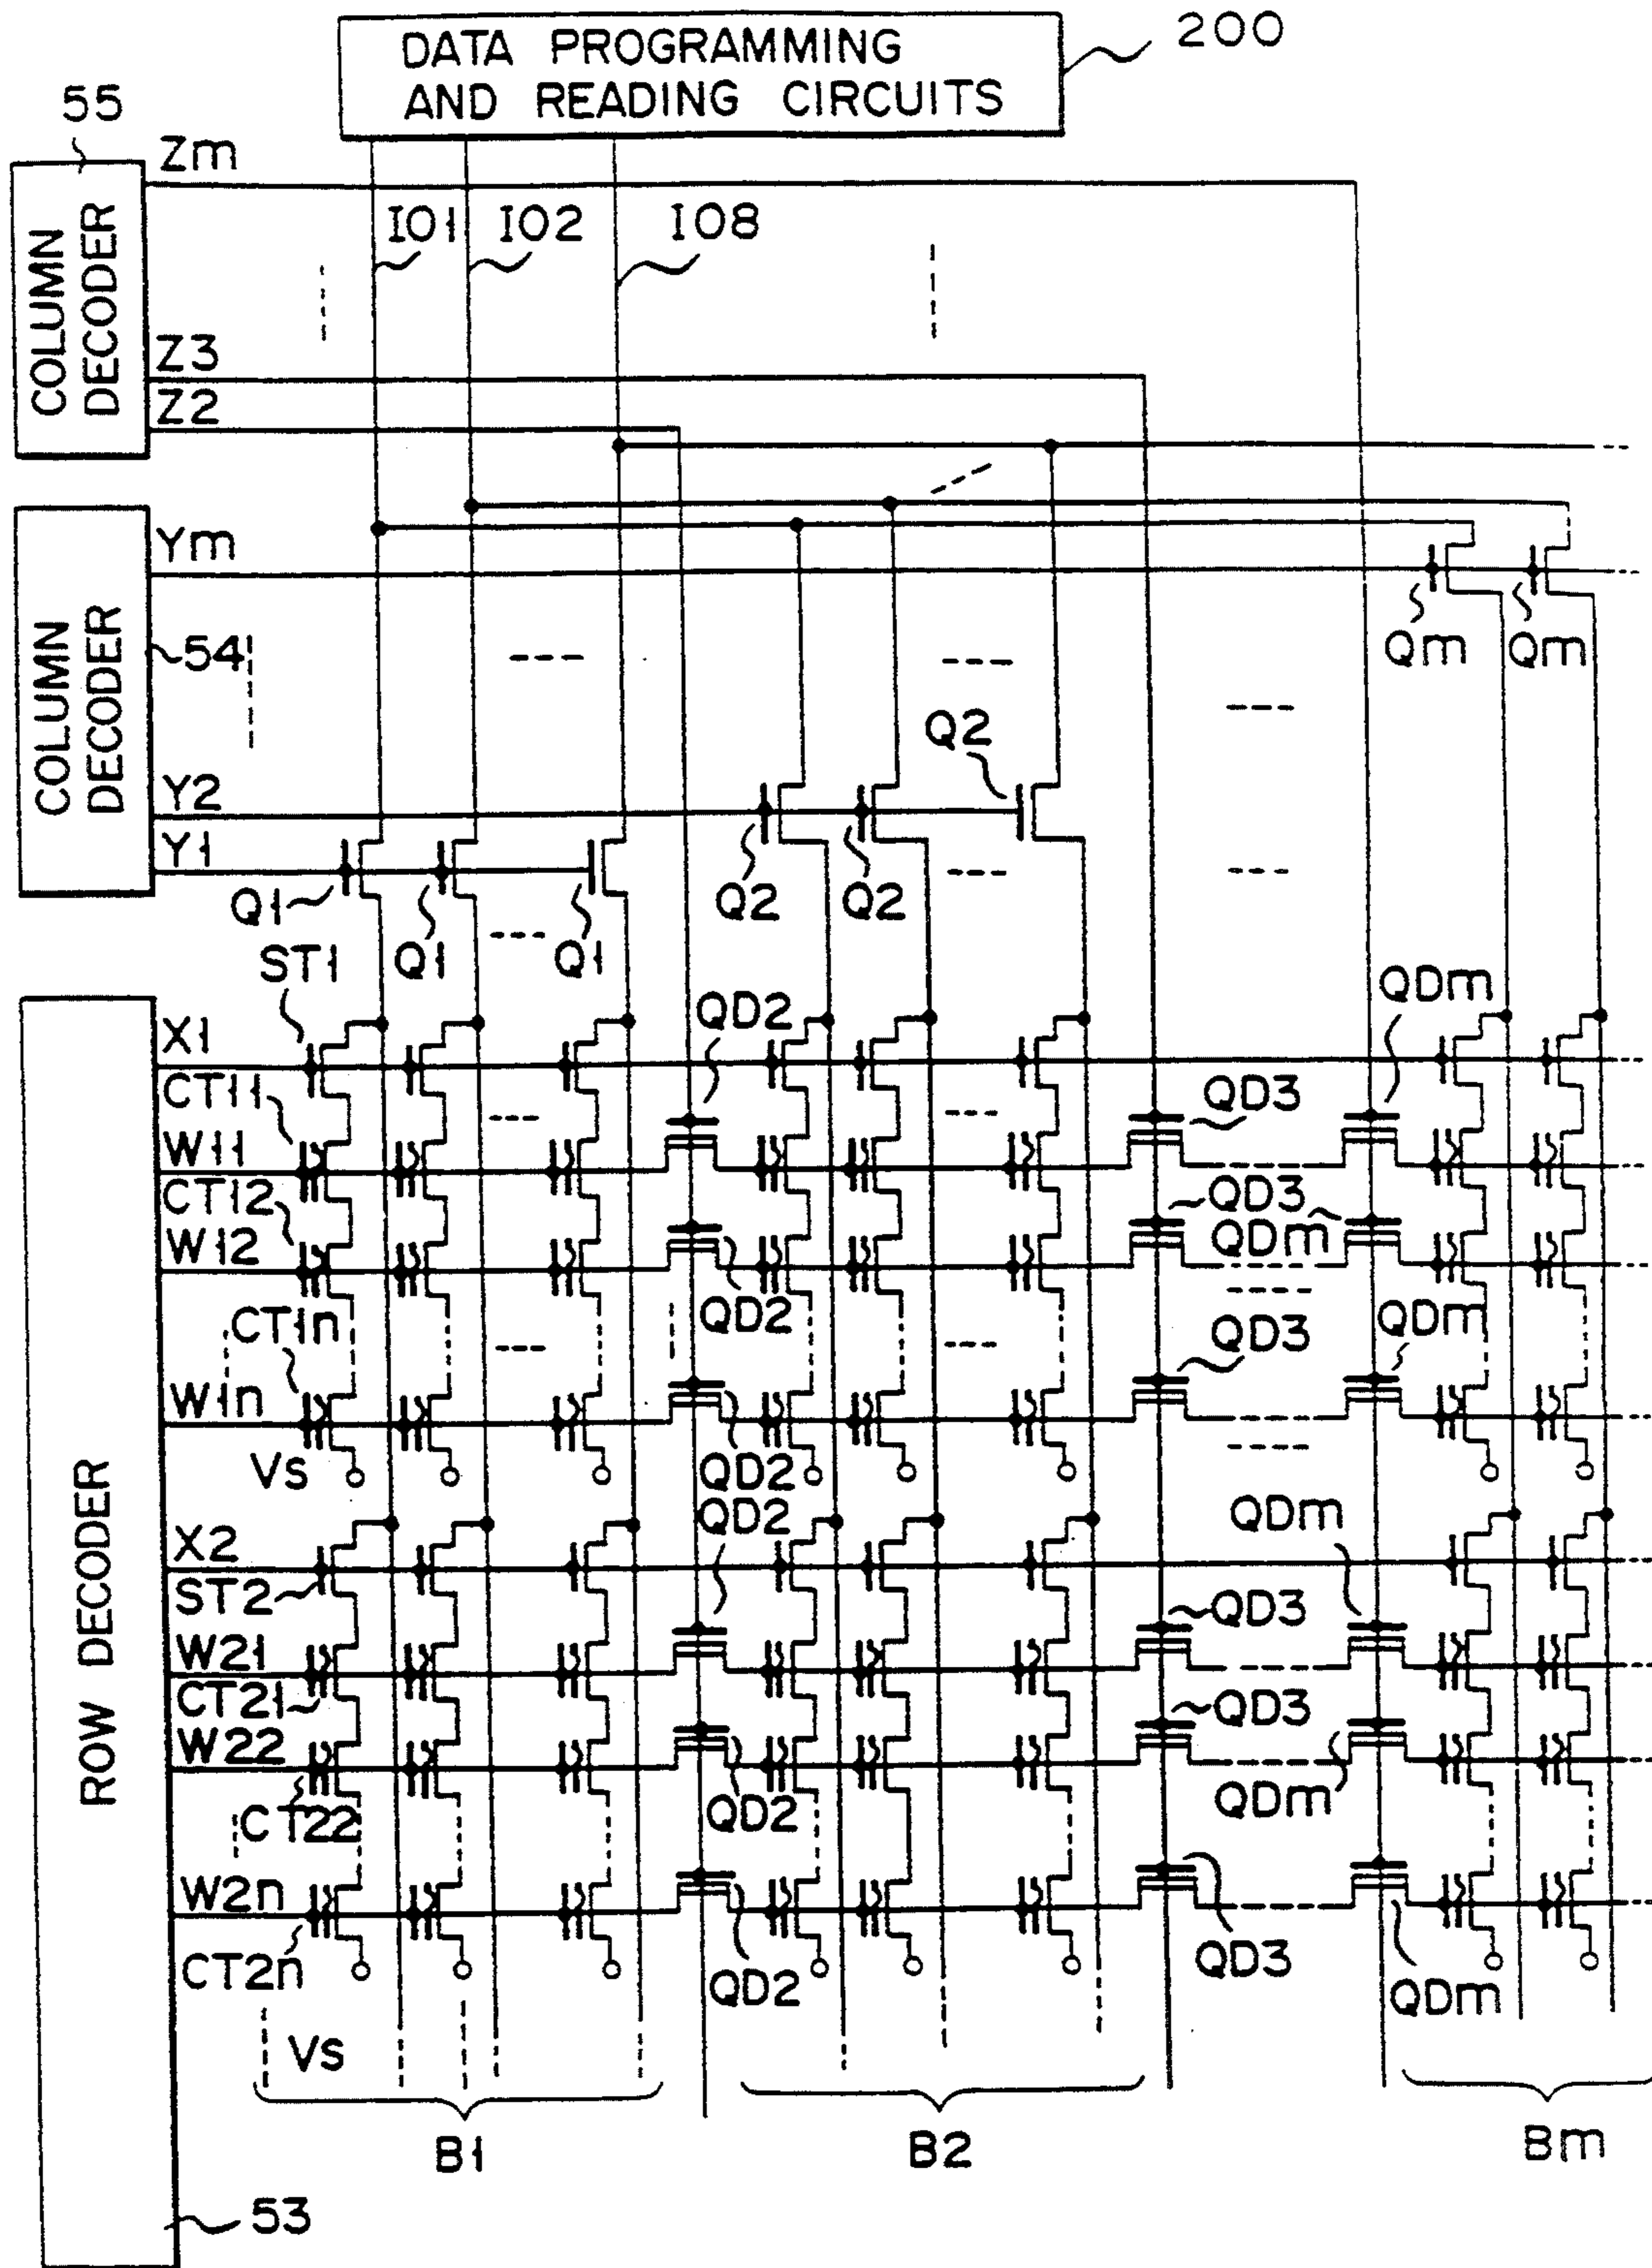 DATA PROGRAMMING
AND READING CIRCUITS
200
55
Zm
COLUMN
DECODER
IO1
IO2
IO8
Z3
Z2
Ym
COLUMN
DECODER
54
Qm
Qm
Q2
Y2
Y1
Q1
Q1
Q1
Q2
Q2
ST1
X1
QD2
QDm
CT11
QD3
W11
CT12
QD3
QDm
W12
QD2
CT1n
QD3
QDm
W1n
Vs
QD2
QD2
QDm
X2
ST2
QD3
W21
CT21
QD3
W22
CT22
QD2
QDm
W2n
CT2n
QD2
QD3
QDm
Vs
ROW DECODER
B1
B2
Bm
53